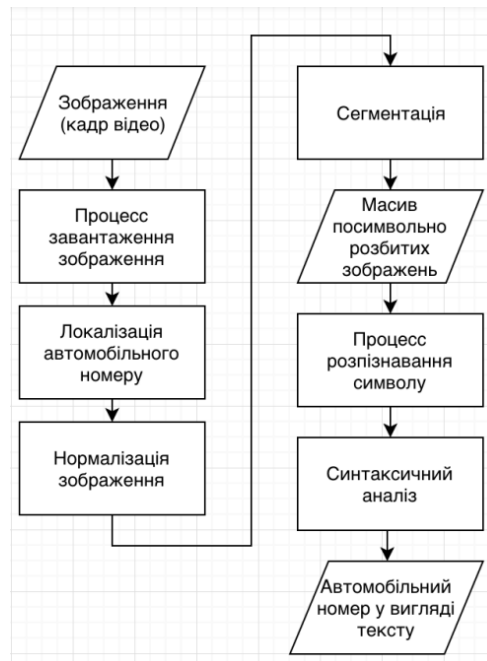 Зображення
(кадр відео)
Процесс
завантаження
зображення
Локалізація
автомобільного
номеру
Нормалізація
зображення
Сегментація
Масив
посимвольно
розбитих
зображень
Процесс
розпізнавання
символу
Синтаксичний
аналіз
Автомобільний
номер у вигляді
тексту